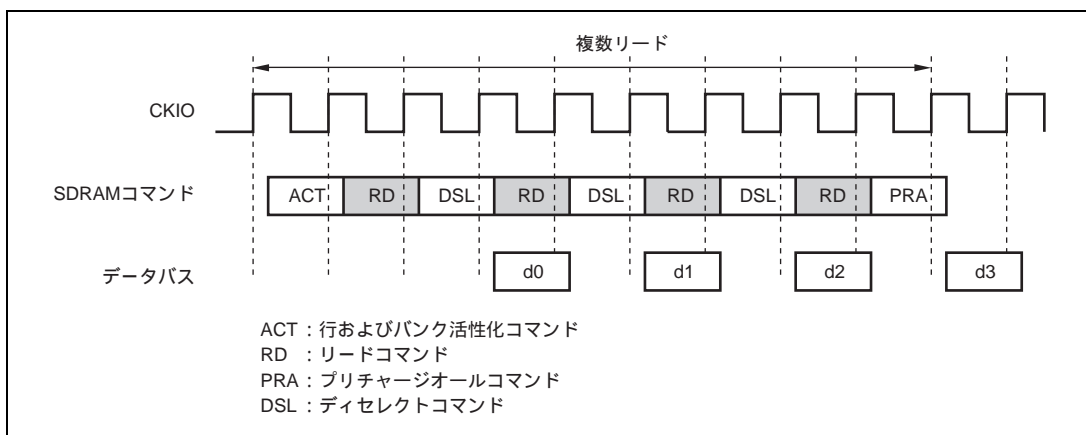 複数リード
CKIO
SDRAMコマンド ACT RD DSL RD DSL RD DSL RD PRA
データバス d0 d1 d2 d3
ACT：行およびバンク活性化コマンド
RD ：リードコマンド
PRA：プリチャージオールコマンド
DSL：ディセレクトコマンド